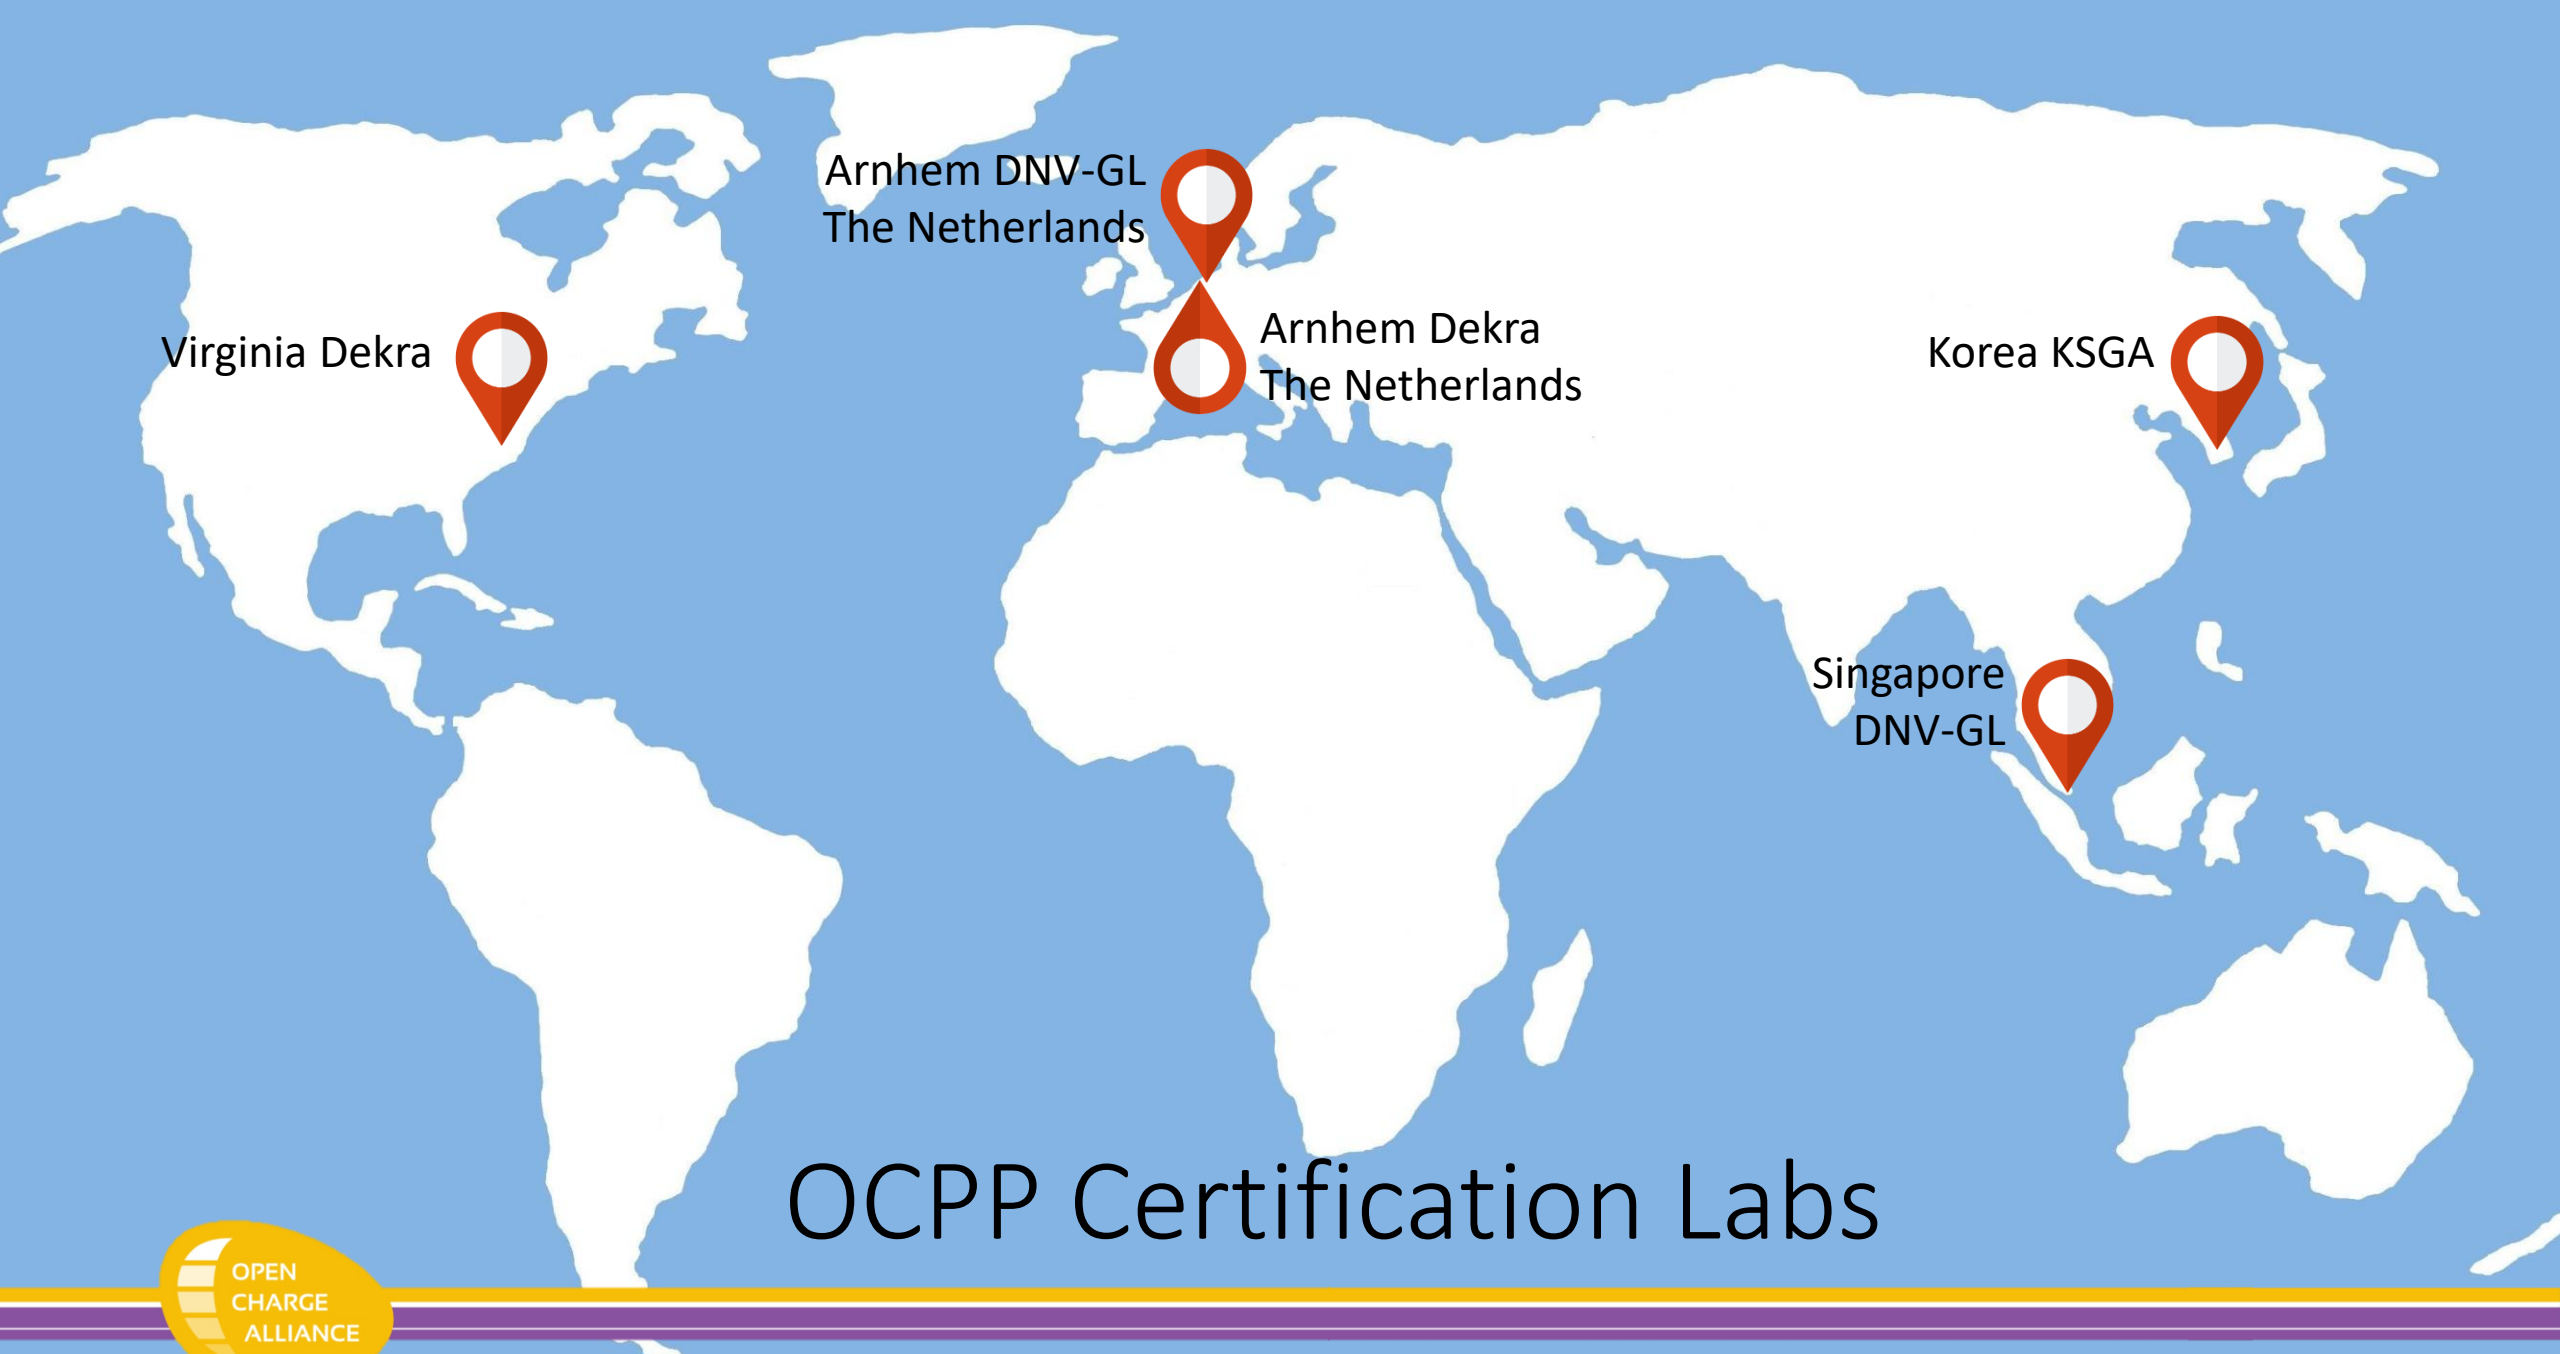 Arnhem DNV-GL
The Netherlands
Virginia Dekra
Arnhem Dekra
The Netherlands
Korea KSGA
Singapore
DNV-GL
OCPP Certification Labs
OPEN
CHARGE
ALLIANCE